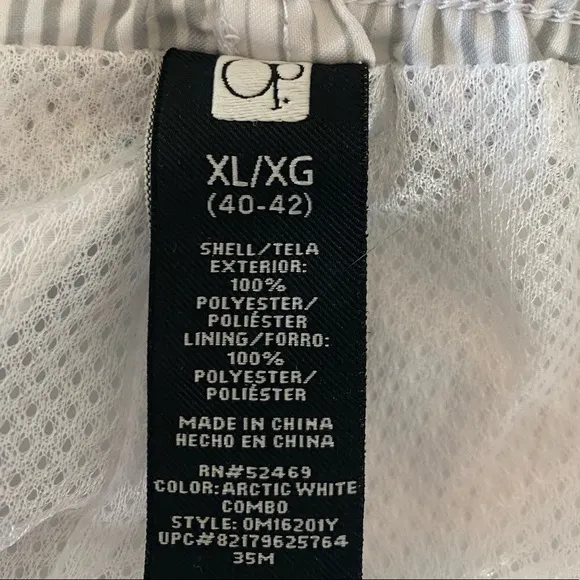 Op.
XL/XG
(40-42)
SHELL/TELA
EXTERIOR:
100%
POLYESTER/
POLIÉSTER
LINING/FORRO:
100%
POLYESTER/
POLIÉSTER
MADE IN CHINA
HECHO EN CHINA
RN#52469
COLOR:ARCTIC WHITE
COMBO
STYLE: OM16201Y
UPC#82179625764
35M